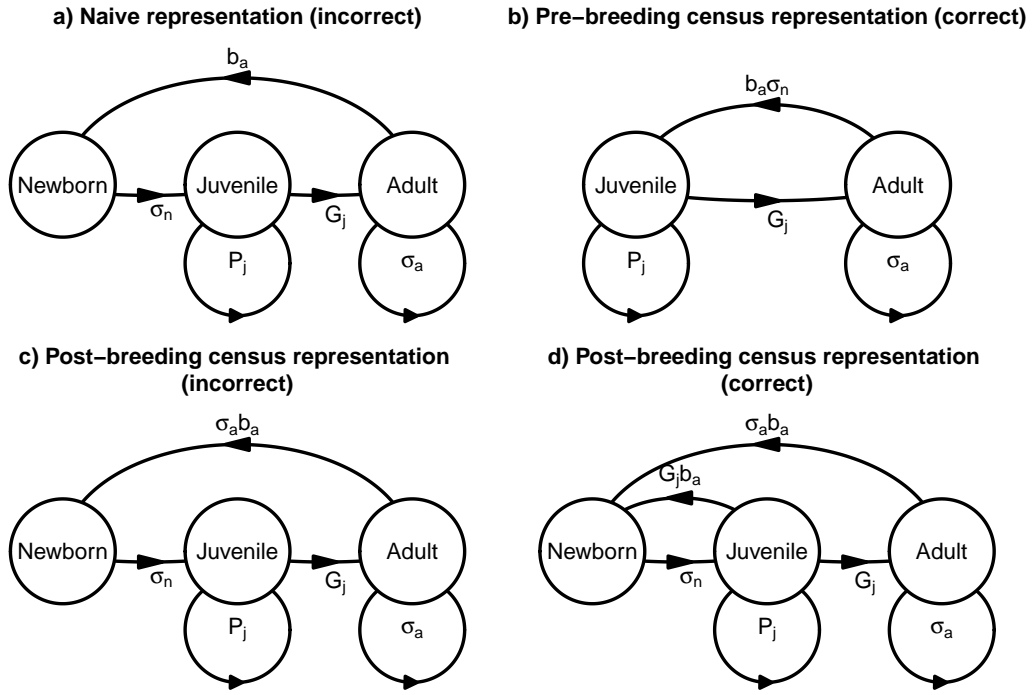 a) Naive representation (incorrect)
b_a
Newborn
Juvenile
Adult
σ_n
G_j
P_j
σ_a
b) Pre−breeding census representation (correct)
b_aσ_n
Juvenile
Adult
G_j
P_j
σ_a
c) Post−breeding census representation
(incorrect)
σ_ab_a
Newborn
Juvenile
Adult
σ_n
G_j
P_j
σ_a
d) Post−breeding census representation
(correct)
σ_ab_a
G_jb_a
Newborn
Juvenile
Adult
σ_n
G_j
P_j
σ_a